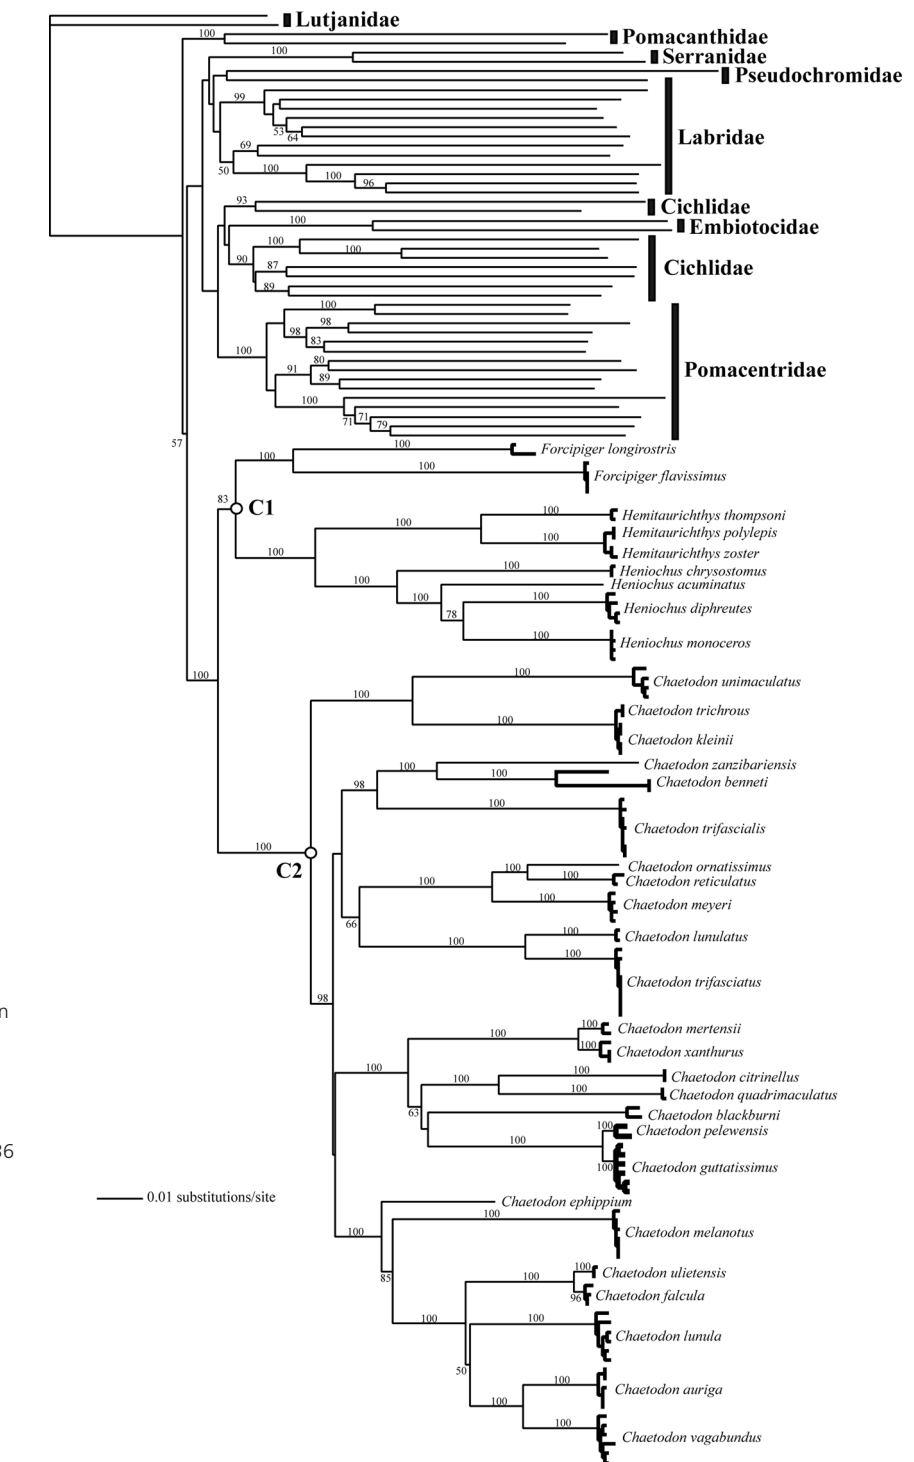 Lutjanidae
100 Pomacanthidae
100 Serranidae
Pseudochromidae
99
53
64
Labridae
69
50
100
100
96
93 Cichlidae
100 Embiotocidae
100
100
90
87
89
Cichlidae
100
98
98
83
100
80
91
89
Pomacentridae
100
71
71
79
57
100 Forcipiger longirostris
100
100 Forcipiger flavissimus
83
C1
100 Hemitaurichthys thompsoni
100
100 Hemitaurichthys polylepis
Hemitaurichthys zoster
100
100 Heniochus chrysostomus
100
Heniochus acuminatus
100
100 Heniochus diphreutes
78
100 Heniochus monoceros
100
100 Chaetodon unimaculatus
100
100
Chaetodon trichrous
Chaetodon kleinii
Chaetodon zanzibariensis
100
100 Chaetodon benneti
98
100
Chaetodon trifascialis
100
C2
Chaetodon ornatissimus
100
100 Chaetodon reticulatus
100
100 Chaetodon meyeri
66
100 Chaetodon lunulatus
100
100
Chaetodon trifasciatus
98
n
100 Chaetodon mertensii
100
100 Chaetodon xanthurus
100
100 Chaetodon citrinellus
100
100 Chaetodon quadrimaculatus
63
Chaetodon blackburni
100 Chaetodon pelewensis
100
36
100 Chaetodon guttatissimus
0.01 substitutions/site
Chaetodon ephippium
100
100
Chaetodon melanotus
85
100 Chaetodon ulietensis
100
96 Chaetodon falcula
100
100
Chaetodon lunula
50
100
Chaetodon auriga
100
100
Chaetodon vagabundus